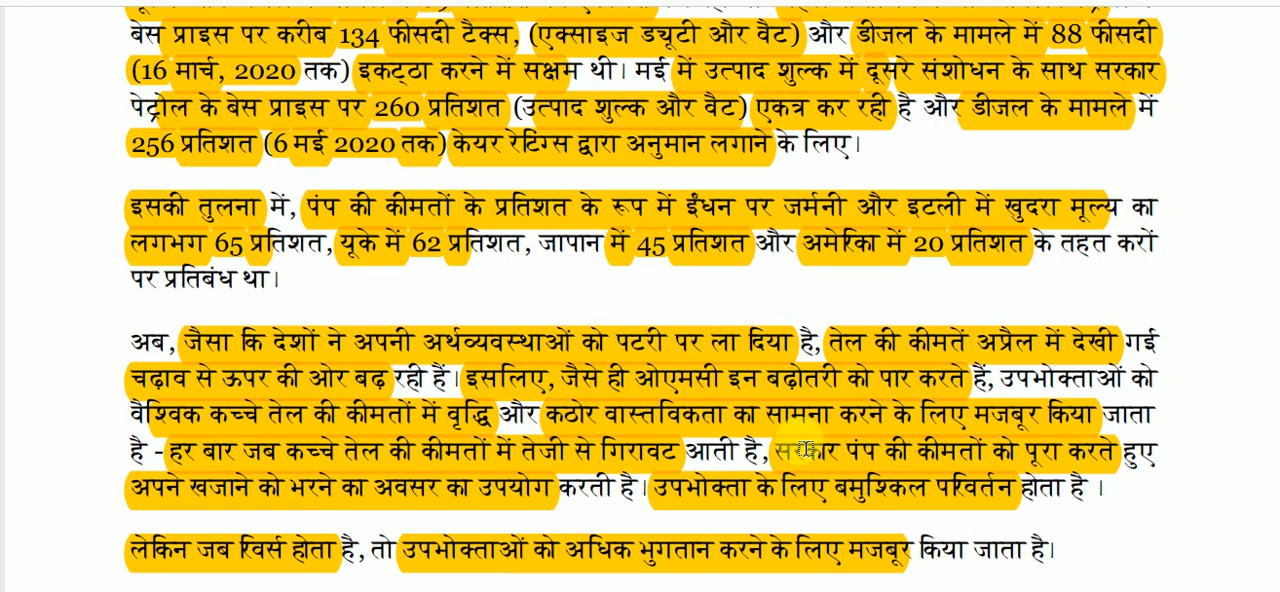 बेस प्राइस पर करीब 134 फीसदी टैक्स, (एक्साइज ड्यूटी और वैट) और डीजल के मामले में 88 फीसदी
(16 मार्च, 2020 तक) इकट्ठा करने में सक्षम थी। मई में उत्पाद शुल्क में दूसरे संशोधन के साथ सरकार
पेट्रोल के बेस प्राइस पर 260 प्रतिशत (उत्पाद शुल्क और वैट) एकत्र कर रही है और डीजल के मामले में
256 प्रतिशत (6 मई 2020 तक) केयर रेटिंग्स द्वारा अनुमान लगाने के लिए।
इसकी तुलना में, पंप की कीमतों के प्रतिशत के रूप में ईंधन पर जर्मनी और इटली में खुदरा मूल्य का
लगभग 65 प्रतिशत, यूके में 62 प्रतिशत, जापान में 45 प्रतिशत और अमेरिका में 20 प्रतिशत के तहत करों
पर प्रतिबंध था।
अब, जैसा कि देशों ने अपनी अर्थव्यवस्थाओं को पटरी पर ला दिया है, तेल की कीमतें अप्रैल में देखी गई
चढ़ाव से ऊपर की ओर बढ़ रही हैं। इसलिए, जैसे ही ओएमसी इन बढ़ोतरी को पार करते हैं, उपभोक्ताओं को
वैश्विक कच्चे तेल की कीमतों में वृद्धि और कठोर वास्तविकता का सामना करने के लिए मजबूर किया जाता
है - हर बार जब कच्चे तेल की कीमतों में तेजी से गिरावट आती है, सरकार पंप की कीमतों को पूरा करते हुए
अपने खजाने को भरने का अवसर का उपयोग करती है। उपभोक्ता के लिए बमुश्किल परिवर्तन होता है ।
लेकिन जब रिवर्स होता है, तो उपभोक्ताओं को अधिक भुगतान करने के लिए मजबूर किया जाता है।